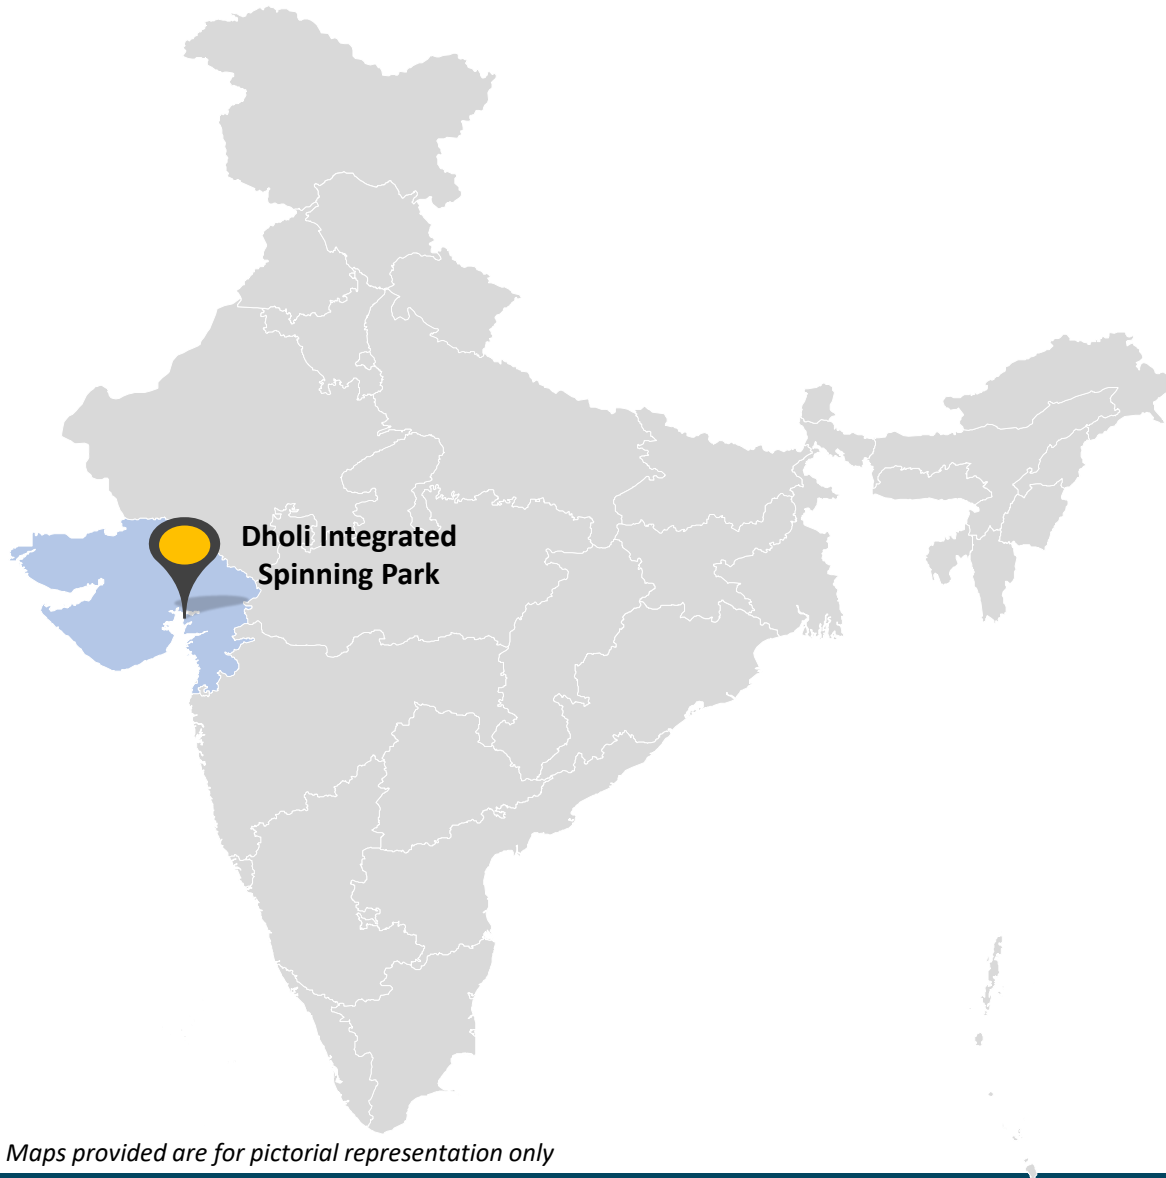 Dholi Integrated
Spinning Park
Maps provided are for pictorial representation only